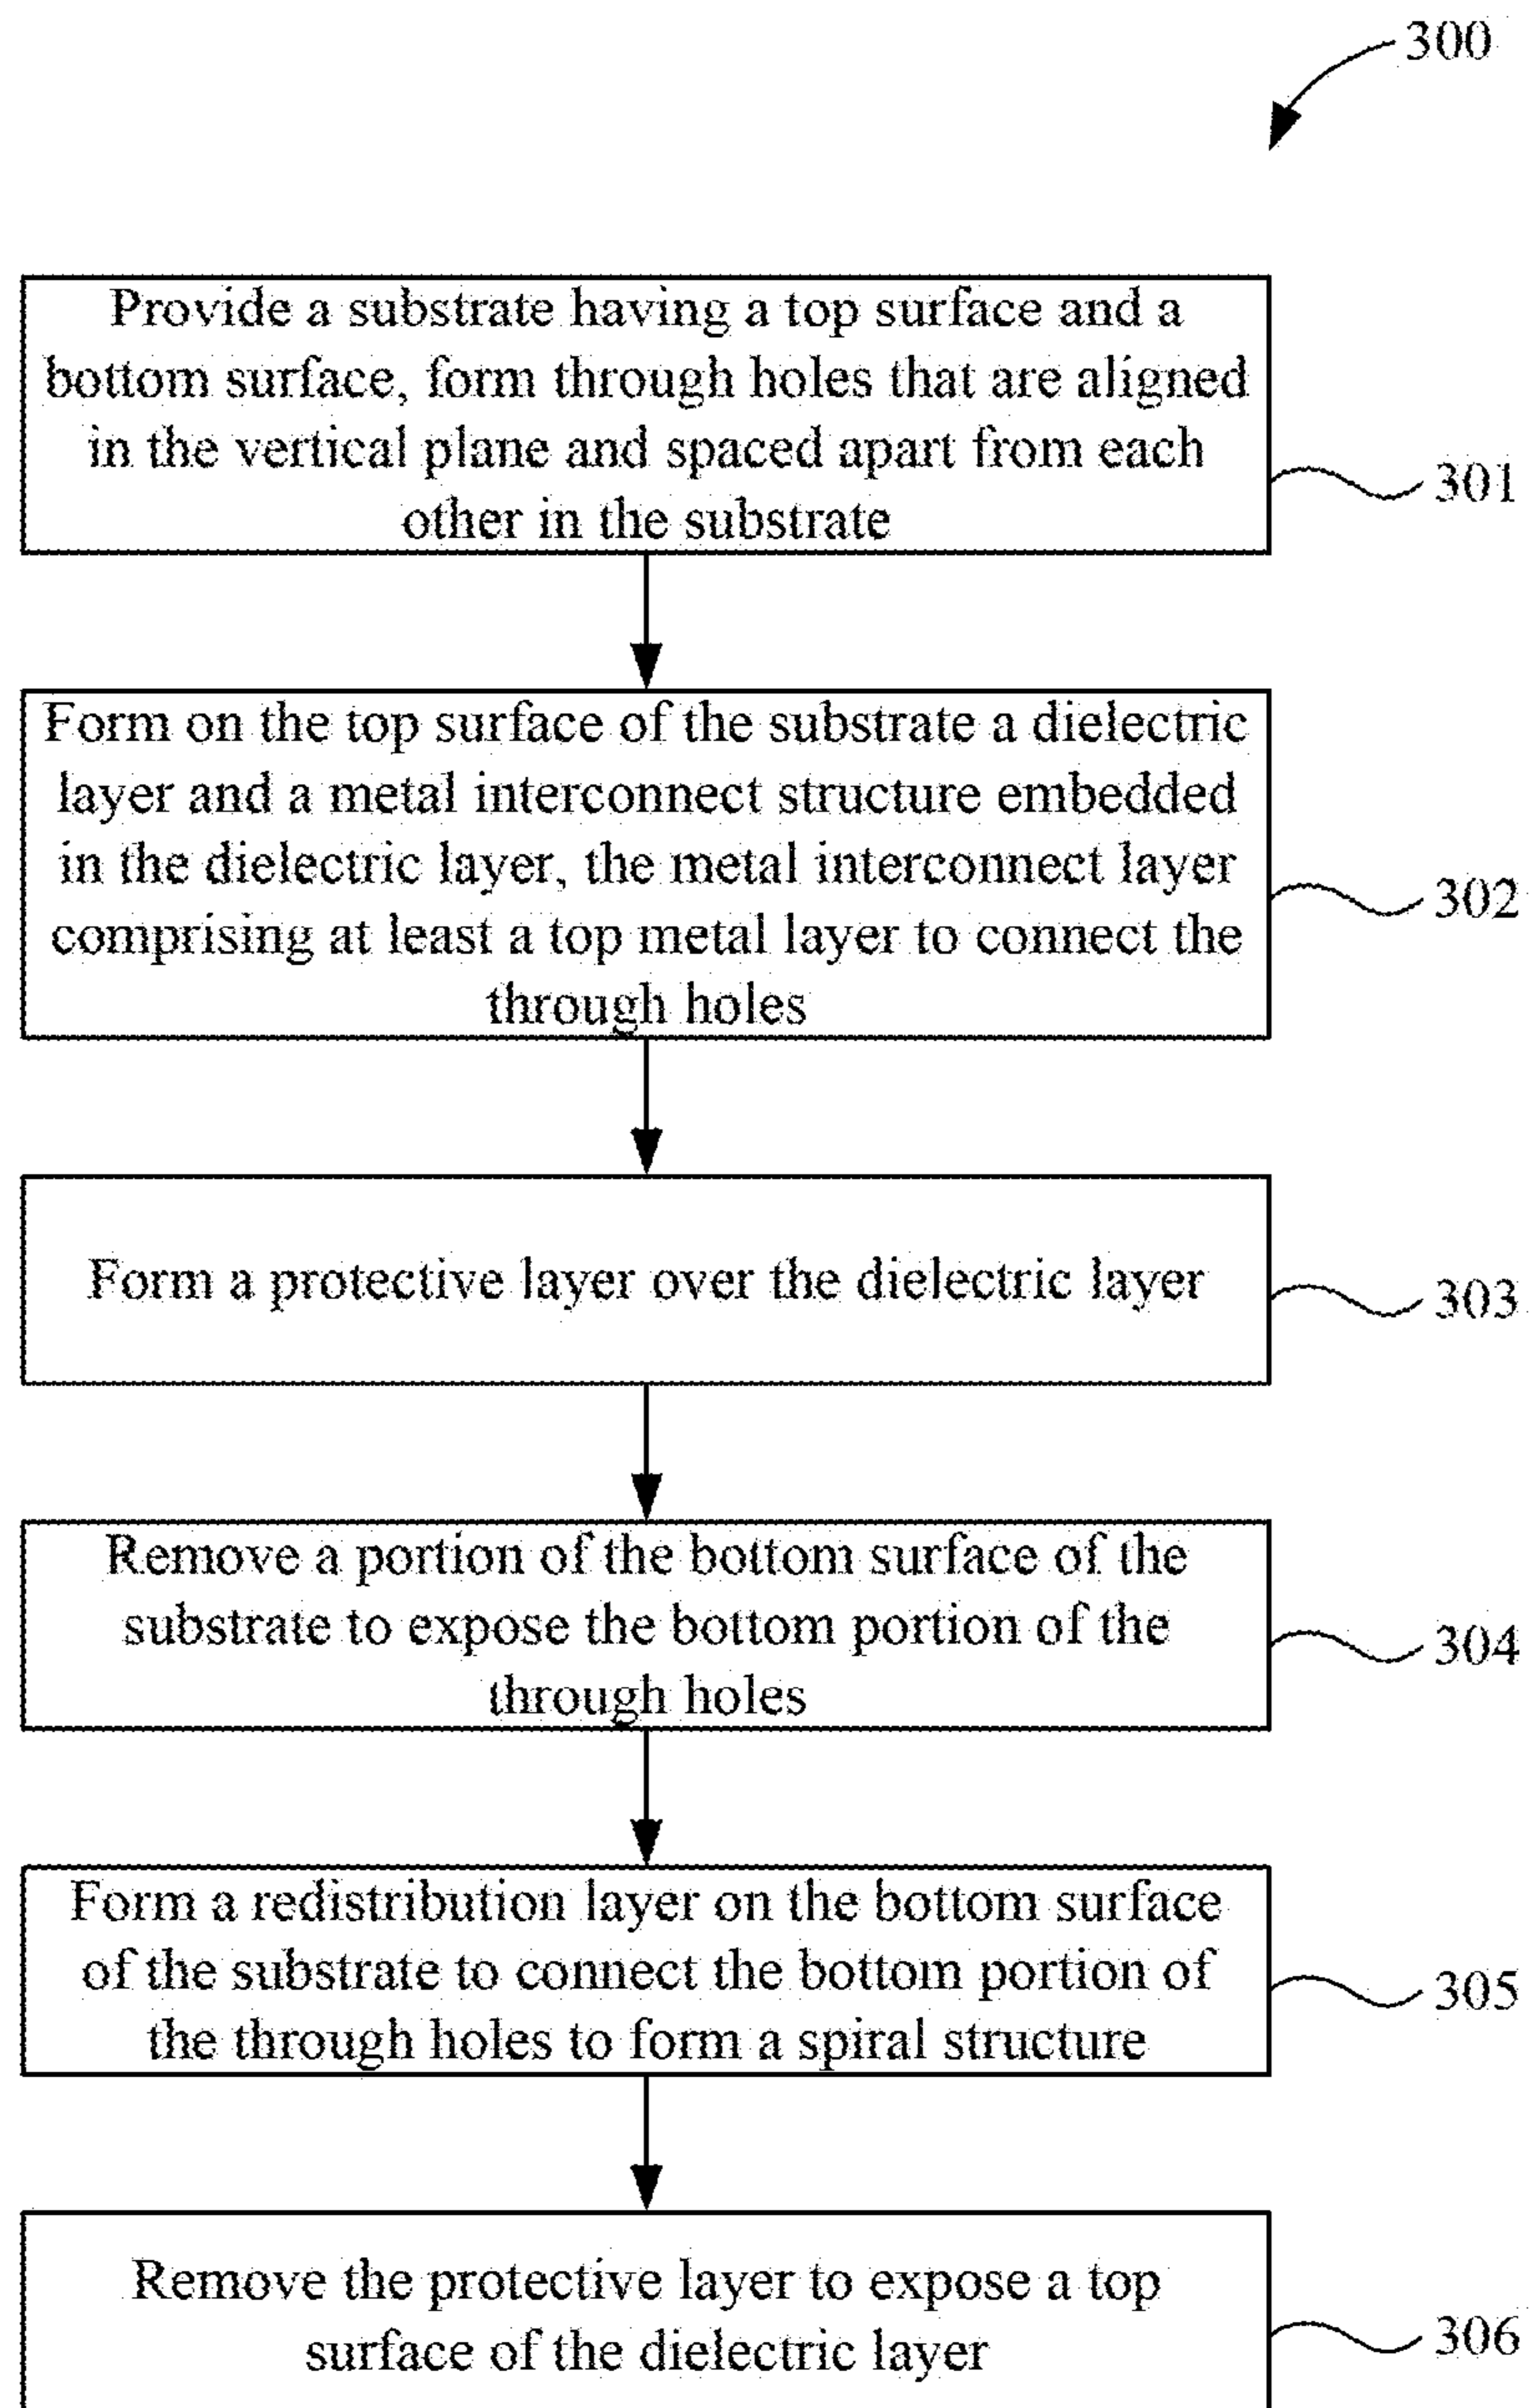 300
Provide a substrate having a top surface and a
bottom surface, form through holes that are aligned
in the vertical plane and spaced apart from each
other in the substrate
301
Form on the top surface of the substrate a dielectric
layer and a metal interconnect structure embedded
in the dielectric layer, the metal interconnect layer
comprising at least a top metal layer to connect the
through holes
302
Form a protective layer over the dielectric layer
303
Remove a portion of the bottom surface of the
substrate to expose the bottom portion of the
through holes
304
Form a redistribution layer on the bottom surface
of the substrate to connect the bottom portion of
the through holes to form a spiral structure
305
Remove the protective layer to expose a top
surface of the dielectric layer
306